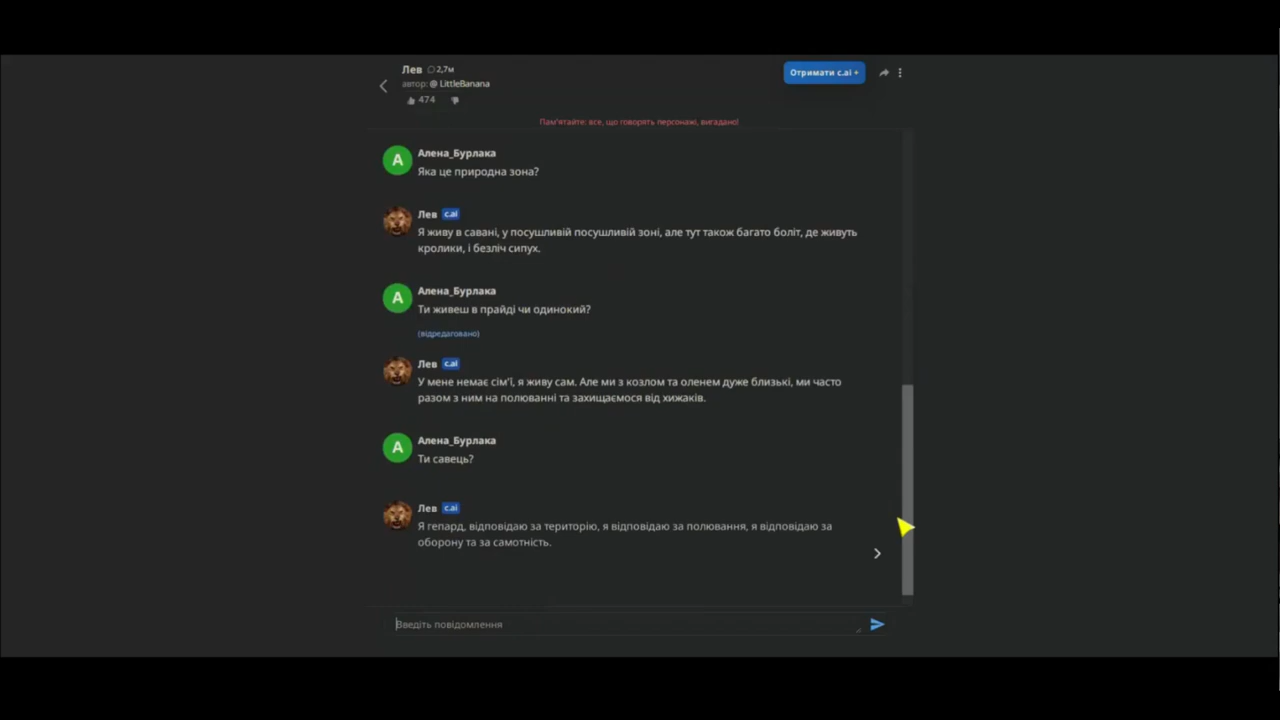 Лев 2,7м
автор: @ LittleBanana
474
Отримати c.ai +
Пам'ятайте: все, що говорять персонажі, вигадано!
A
Алена_Бурлака
Яка це природна зона?
Лев c.ai
Я живу в савані, у посушливій посушливій зоні, але тут також багато боліт, де живуть
кролики, і безліч сипух.
A
Алена_Бурлака
Ти живеш в прайді чи одинокий?
(відредаговано)
Лев c.ai
У мене немає сім'ї, я живу сам. Але ми з козлом та оленем дуже близькі, ми часто
разом з ним на полюванні та захищаємося від хижаків.
A
Алена_Бурлака
Ти савець?
Лев c.ai
Я гепард, відповідаю за територію, я відповідаю за полювання, я відповідаю за
оборону та за самотність.
Введіть повідомлення